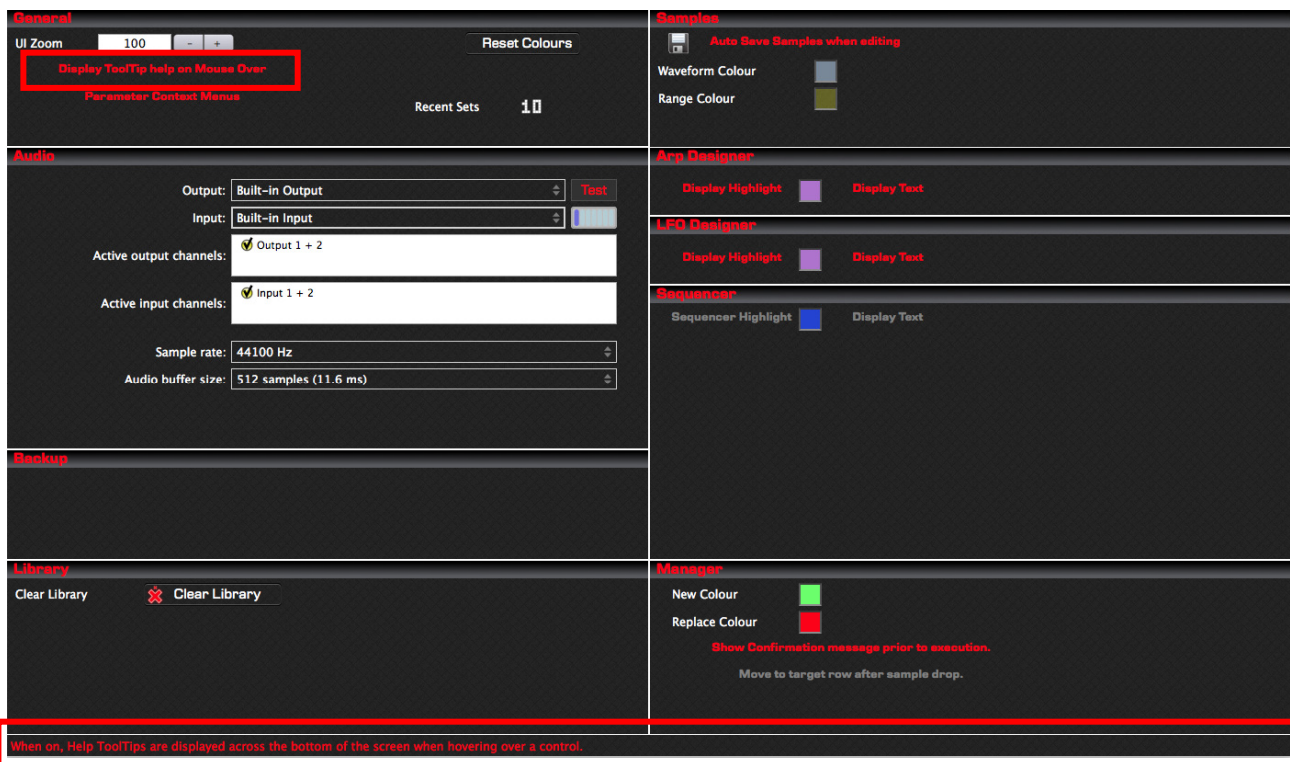 General
UI Zoom 100 - +
Reset Colours
Display ToolTip help on Mouse Over
Parameter Context Menus
Recent Sets 10
Audio
Output: Built-in Output Test
Input: Built-in Input
Active output channels: Output 1 + 2
Active input channels: Input 1 + 2
Sample rate: 44100 Hz
Audio buffer size: 512 samples (11.6 ms)
Backup
Library
Clear Library Clear Library
Samples
Auto Save Samples when editing
Waveform Colour
Range Colour
Arp Designer
Display Highlight Display Text
LFO Designer
Display Highlight Display Text
Sequencer
Sequencer Highlight Display Text
Manager
New Colour
Replace Colour
Show Confirmation message prior to execution.
Move to target row after sample drop.
When on, Help ToolTips are displayed across the bottom of the screen when hovering over a control.